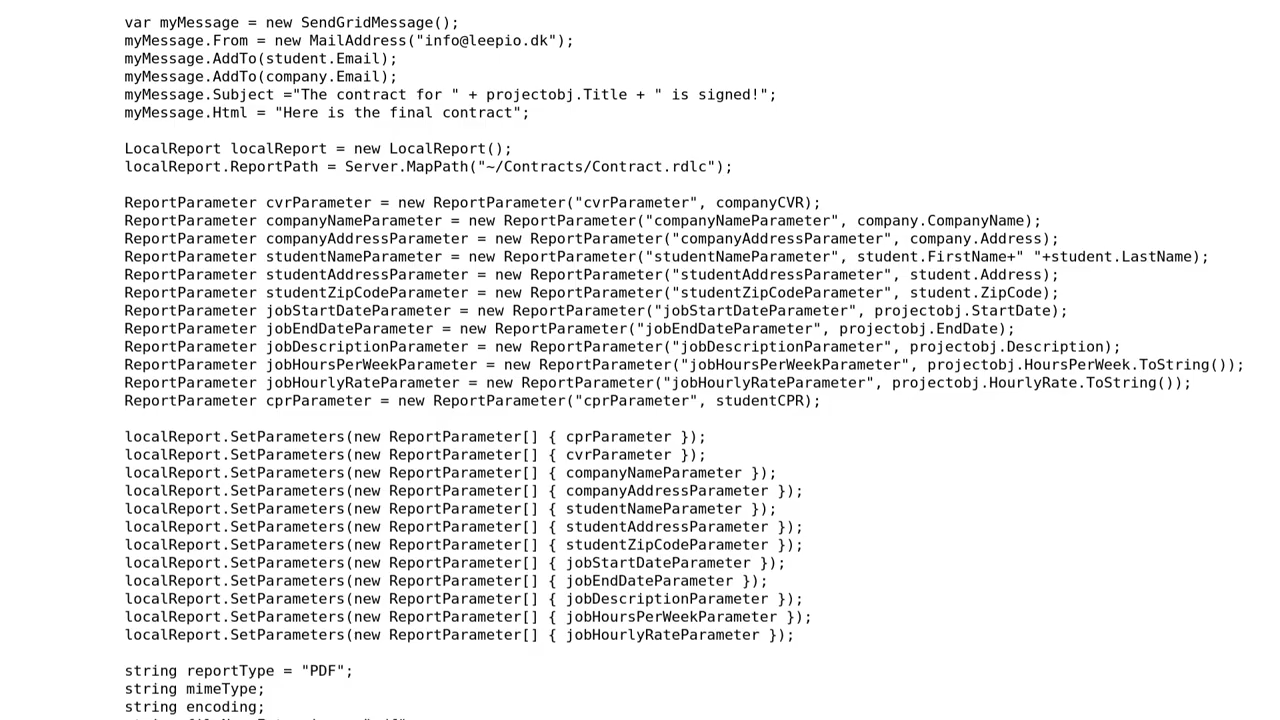 var myMessage = new SendGridMessage();
myMessage.From = new MailAddress("info@leepio.dk");
myMessage.AddTo(student.Email);
myMessage.AddTo(company.Email);
myMessage.Subject ="The contract for " + projectobj.Title + " is signed!";
myMessage.Html = "Here is the final contract";
LocalReport localReport = new LocalReport();
localReport.ReportPath = Server.MapPath("~/Contracts/Contract.rdlc");
ReportParameter cvrParameter = new ReportParameter("cvrParameter", companyCVR);
ReportParameter companyNameParameter = new ReportParameter("companyNameParameter", company.CompanyName);
ReportParameter companyAddressParameter = new ReportParameter("companyAddressParameter", company.Address);
ReportParameter studentNameParameter = new ReportParameter("studentNameParameter", student.FirstName+" "+student.LastName);
ReportParameter studentAddressParameter = new ReportParameter("studentAddressParameter", student.Address);
ReportParameter studentZipCodeParameter = new ReportParameter("studentZipCodeParameter", student.ZipCode);
ReportParameter jobStartDateParameter = new ReportParameter("jobStartDateParameter", projectobj.StartDate);
ReportParameter jobEndDateParameter = new ReportParameter("jobEndDateParameter", projectobj.EndDate);
ReportParameter jobDescriptionParameter = new ReportParameter("jobDescriptionParameter", projectobj.Description);
ReportParameter jobHoursPerWeekParameter = new ReportParameter("jobHoursPerWeekParameter", projectobj.HoursPerWeek.ToString());
ReportParameter jobHourlyRateParameter = new ReportParameter("jobHourlyRateParameter", projectobj.HourlyRate.ToString());
ReportParameter cprParameter = new ReportParameter("cprParameter", studentCPR);
localReport.SetParameters(new ReportParameter[] { cprParameter });
localReport.SetParameters(new ReportParameter[] { cvrParameter });
localReport.SetParameters(new ReportParameter[] { companyNameParameter });
localReport.SetParameters(new ReportParameter[] { companyAddressParameter });
localReport.SetParameters(new ReportParameter[] { studentNameParameter });
localReport.SetParameters(new ReportParameter[] { studentAddressParameter });
localReport.SetParameters(new ReportParameter[] { studentZipCodeParameter });
localReport.SetParameters(new ReportParameter[] { jobStartDateParameter });
localReport.SetParameters(new ReportParameter[] { jobEndDateParameter });
localReport.SetParameters(new ReportParameter[] { jobDescriptionParameter });
localReport.SetParameters(new ReportParameter[] { jobHoursPerWeekParameter });
localReport.SetParameters(new ReportParameter[] { jobHourlyRateParameter });
string reportType = "PDF";
string mimeType;
string encoding;